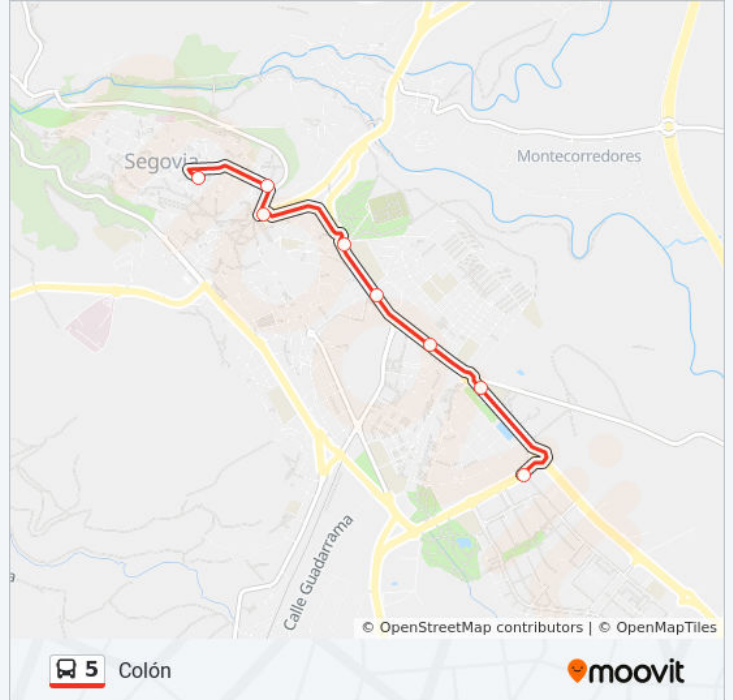 Segovia
Montecorredores
Calle Guadarrama
© OpenStreetMap contributors | © OpenMapTiles
5 Colón
moovit